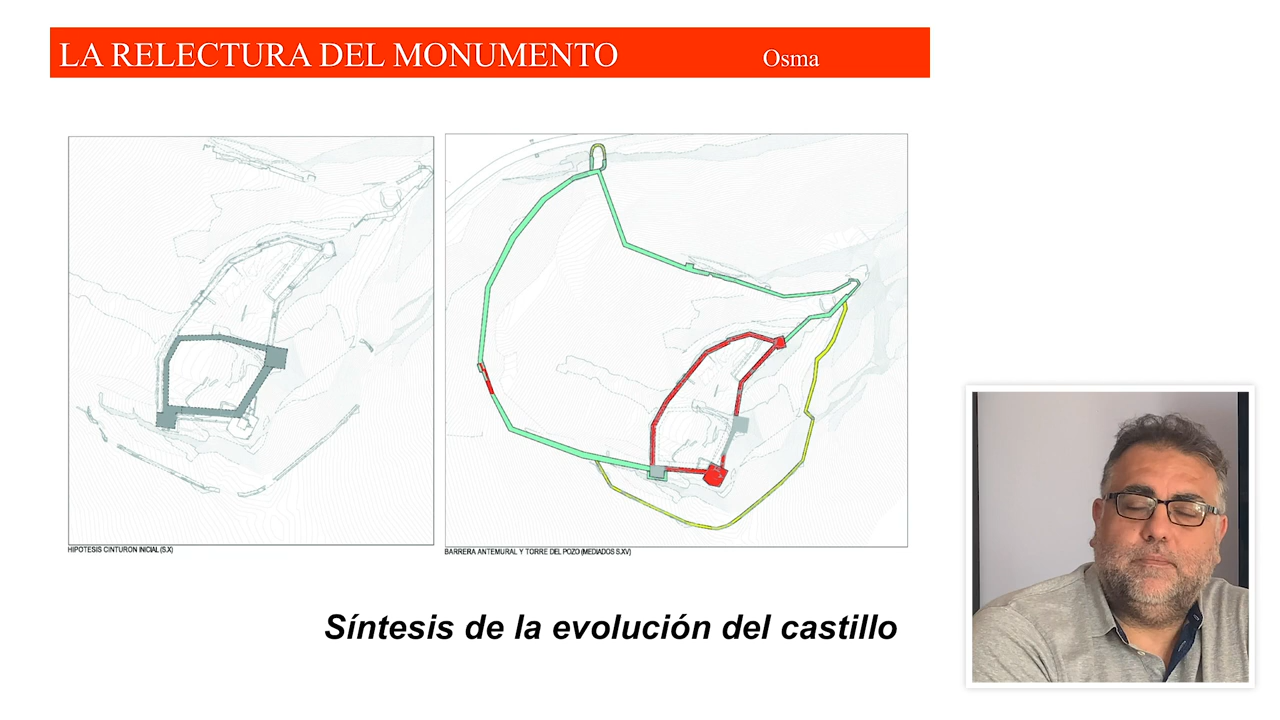 LA RELECTURA DEL MONUMENTO Osma
HIPOTESIS CINTURON INICIAL (S.X)
BARRERA ANTEMURAL Y TORRE DEL POZO (MEDIADOS S.XV)
Síntesis de la evolución del castillo